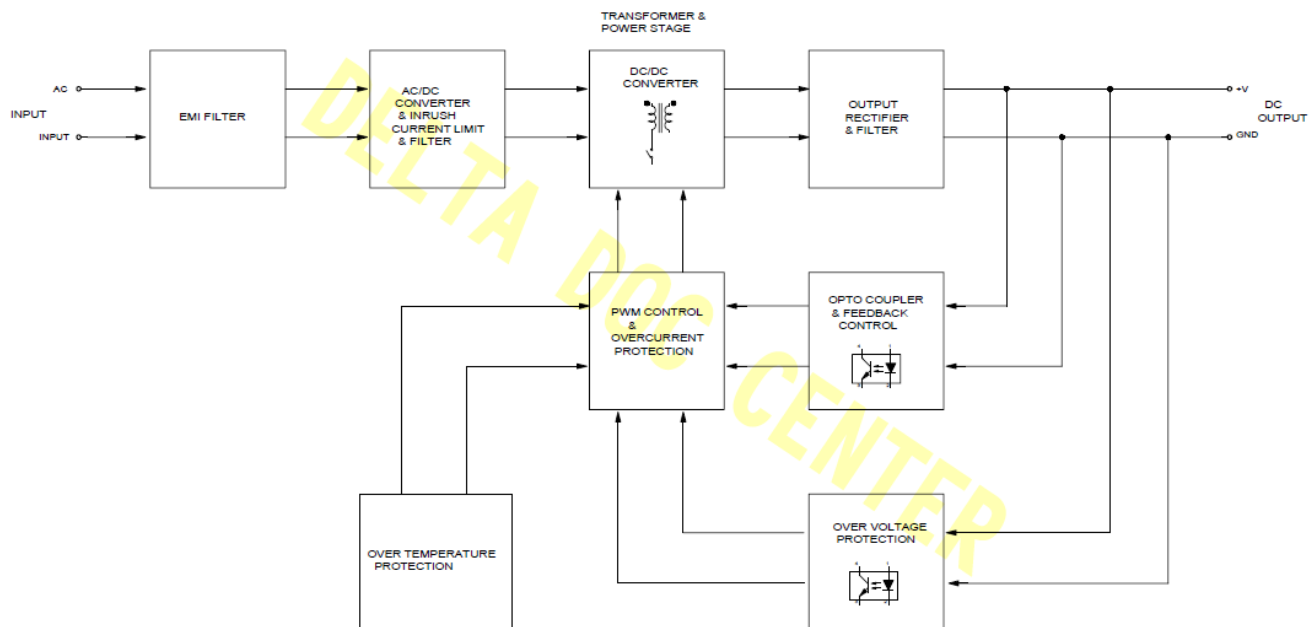 TRANSFORMER &
POWER STAGE
INPUT
AC
INPUT
EMI FILTER
AC/DC
CONVERTER
& INRUSH
CURRENT LIMIT
& FILTER
DC/DC
CONVERTER
OUTPUT
RECTIFIER
& FILTER
+V
GND
DC
OUTPUT
PWM CONTROL
&
OVERCURRENT
PROTECTION
OPTO COUPLER
& FEEDBACK
CONTROL
OVER TEMPERATURE
PROTECTION
OVER VOLTAGE
PROTECTION
DELTA DOC CENTER